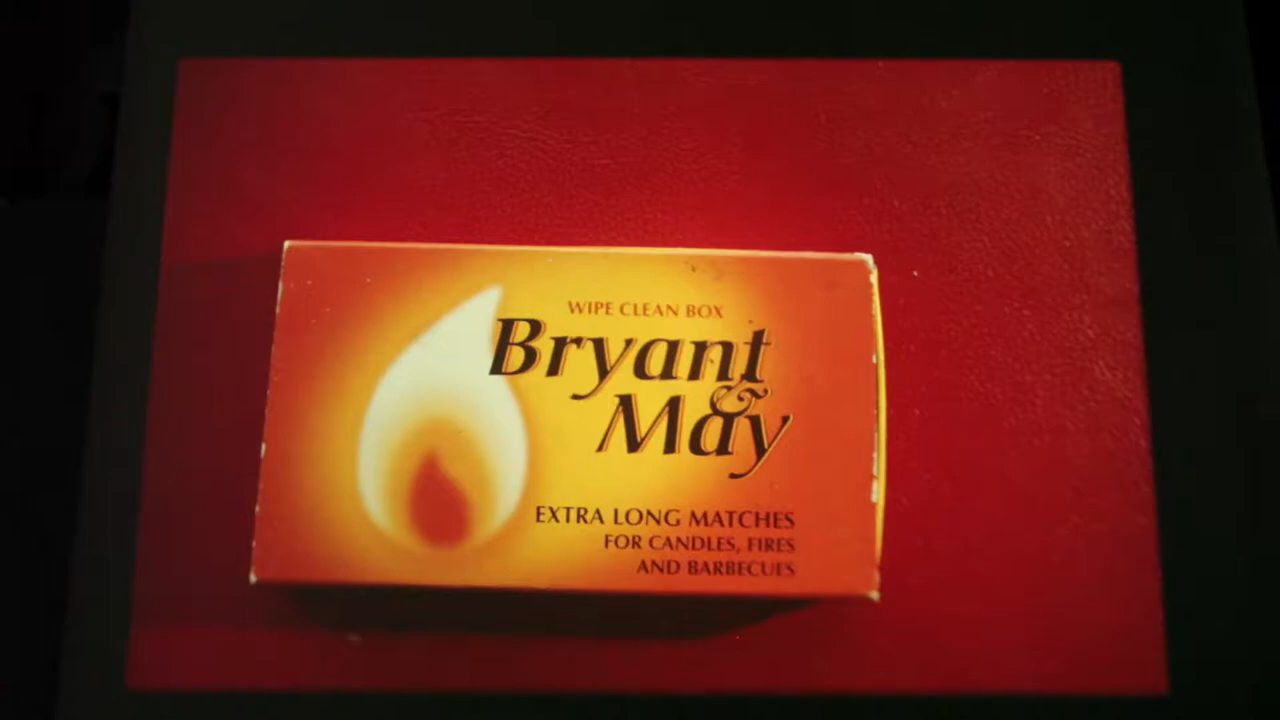 WIPE CLEAN BOX
Bryant
&
May
EXTRA LONG MATCHES
FOR CANDLES, FIRES
AND BARBECUES